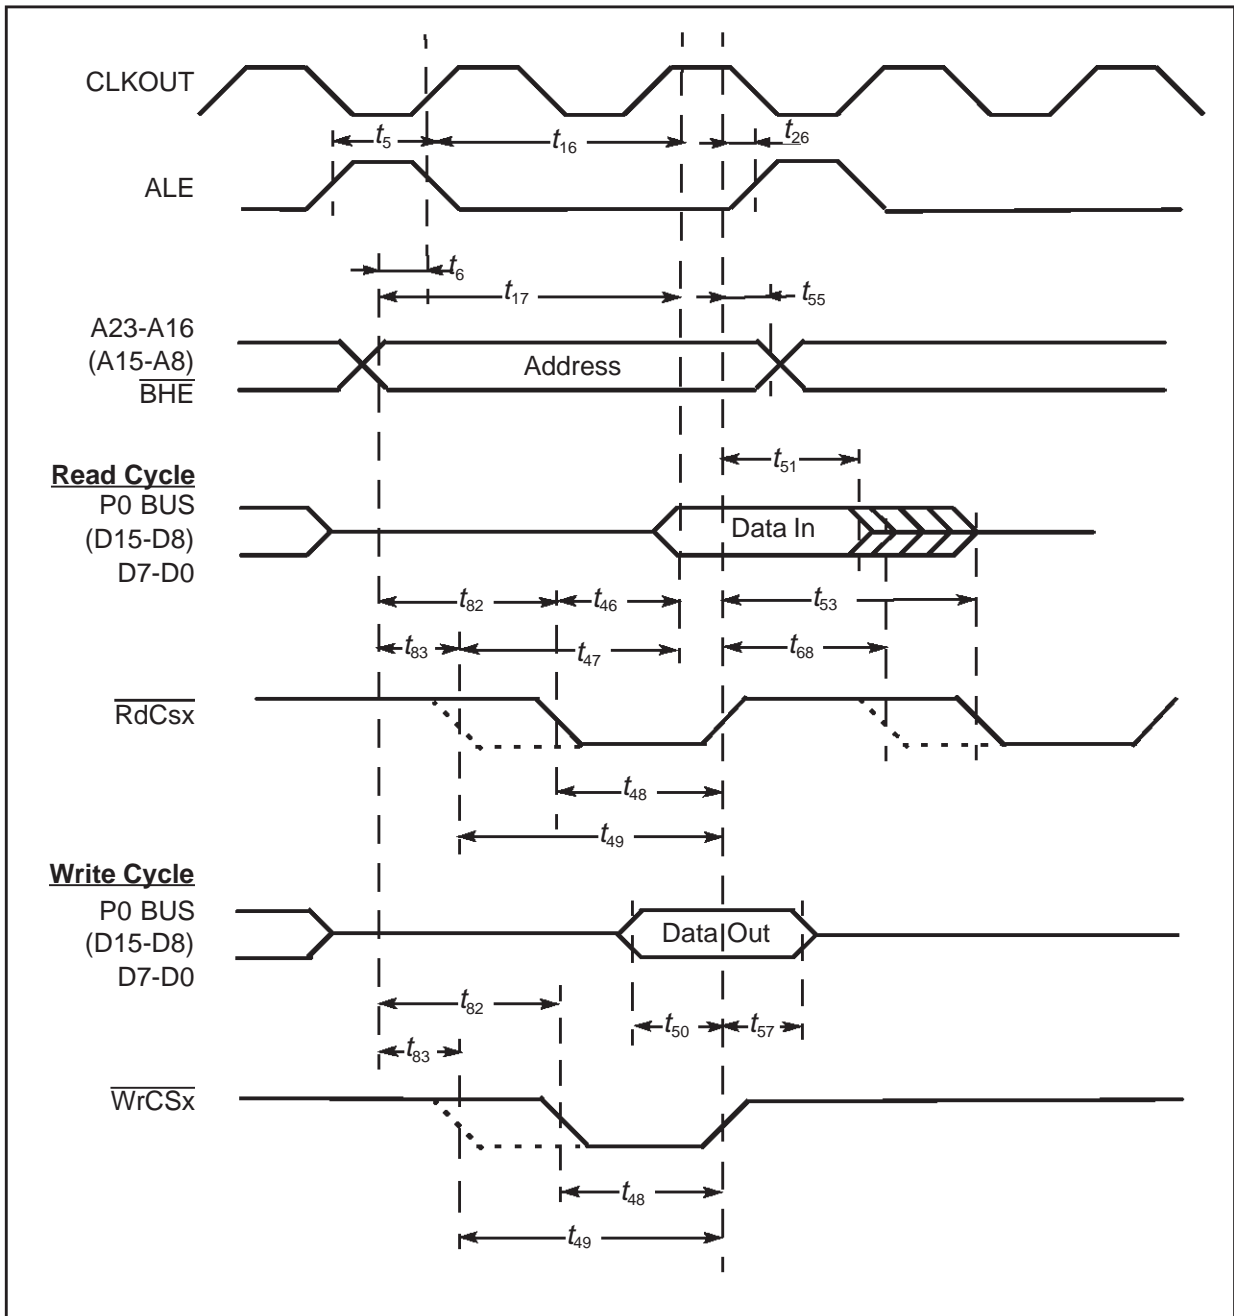 CLKOUT
t5
t16
t26
ALE
t6
t17
t55
A23-A16
(A15-A8)
BHE
Address
t51
Read Cycle
P0 BUS
(D15-D8)
D7-D0
Data In
t82
t46
t53
t83
t47
t68
RdCsx
t48
t49
Write Cycle
P0 BUS
(D15-D8)
D7-D0
Data Out
t82
t50
t57
t83
WrCSx
t48
t49